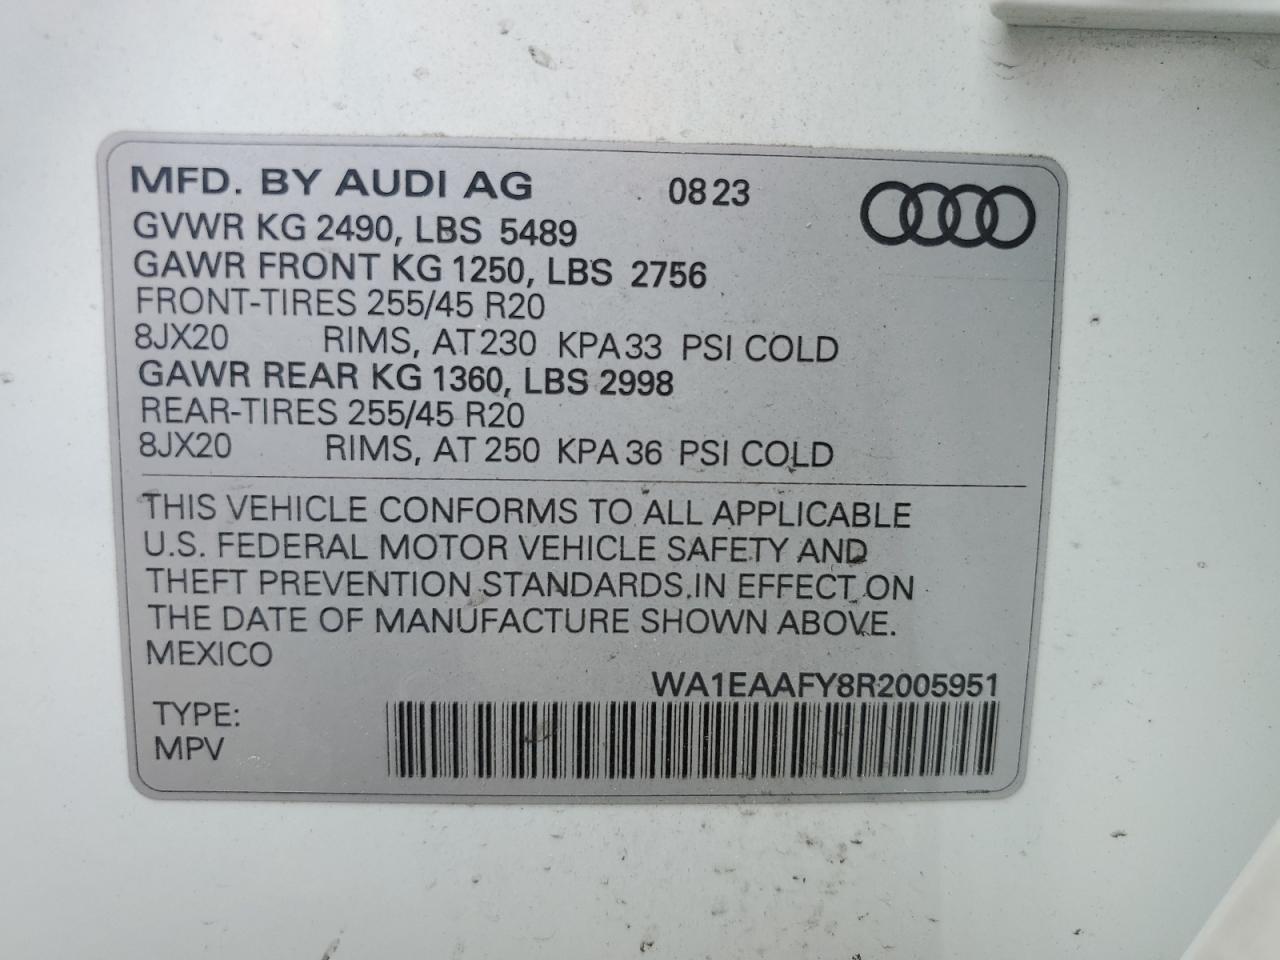 MFD. BY AUDI AG 0823
GVWR KG 2490, LBS 5489
GAWR FRONT KG 1250, LBS 2756
FRONT-TIRES 255/45 R20
8JX20 RIMS, AT 230 KPA 33 PSI COLD
GAWR REAR KG 1360, LBS 2998
REAR-TIRES 255/45 R20
8JX20 RIMS, AT 250 KPA 36 PSI COLD
THIS VEHICLE CONFORMS TO ALL APPLICABLE
U.S. FEDERAL MOTOR VEHICLE SAFETY AND
THEFT PREVENTION STANDARDS IN EFFECT ON
THE DATE OF MANUFACTURE SHOWN ABOVE.
MEXICO
WA1EAAFY8R2005951
TYPE:
MPV